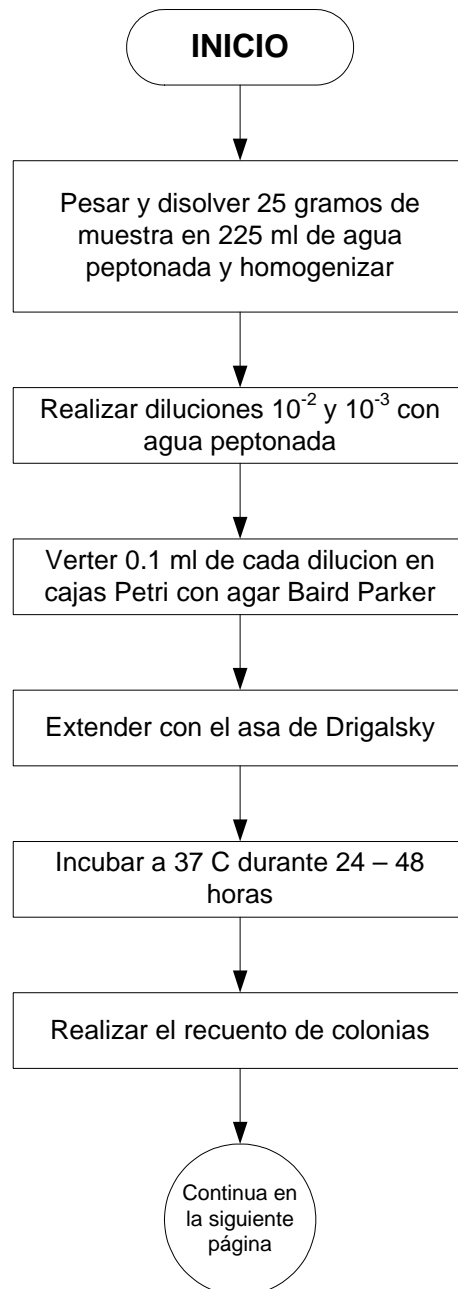 INICIO
Pesar y disolver 25 gramos de
muestra en 225 ml de agua
peptonada y homogenizar
Realizar diluciones 10⁻² y 10⁻³ con
agua peptonada
Verter 0.1 ml de cada dilucion en
cajas Petri con agar Baird Parker
Extender con el asa de Drigalsky
Incubar a 37 C durante 24 – 48
horas
Realizar el recuento de colonias
Continua en
la siguiente
página